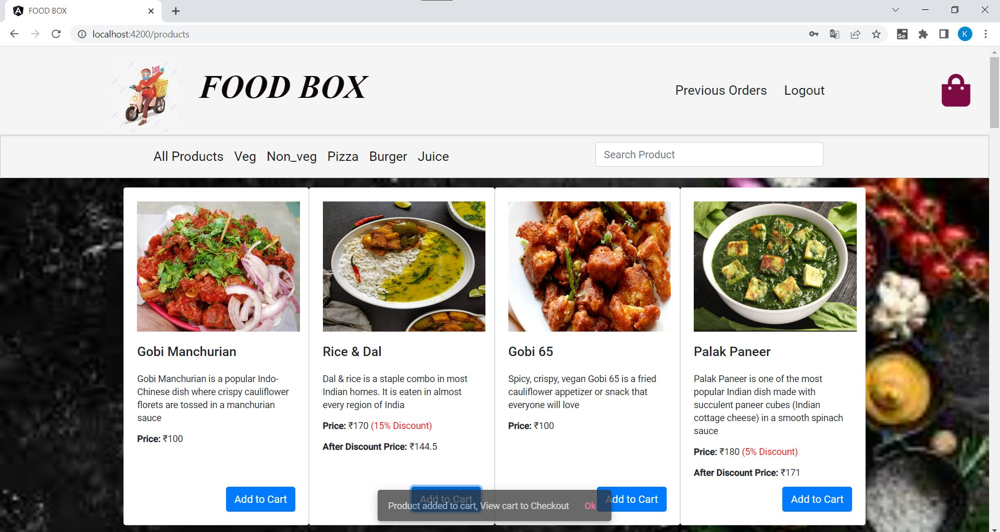 FOOD BOX
localhost:4200/products
Se
K
FOOD BOX
Previous Orders Logout
All Products Veg Non_veg Pizza Burger Juice
Search Product
Gobi Manchurian
Gobi Manchurian is a popular Indo-
Chinese dish where crispy cauliflower
florets are tossed in a manchurian
sauce
Price: ₹100
Add to Cart
Rice & Dal
Dal & rice is a staple combo in most
Indian homes. It is eaten in almost
every region of India
Price: ₹170 (15% Discount)
After Discount Price: ₹144.5
Add to Cart
Gobi 65
Spicy, crispy, vegan Gobi 65 is a fried
cauliflower appetizer or snack that
everyone will love
Price: ₹100
Add to Cart
Palak Paneer
Palak Paneer is one of the most
popular Indian dish made with
succulent paneer cubes (Indian
cottage cheese) in a smooth spinach
sauce
Price: ₹180 (5% Discount)
After Discount Price: ₹171
Add to Cart
Product added to cart, View cart to Checkout Ok